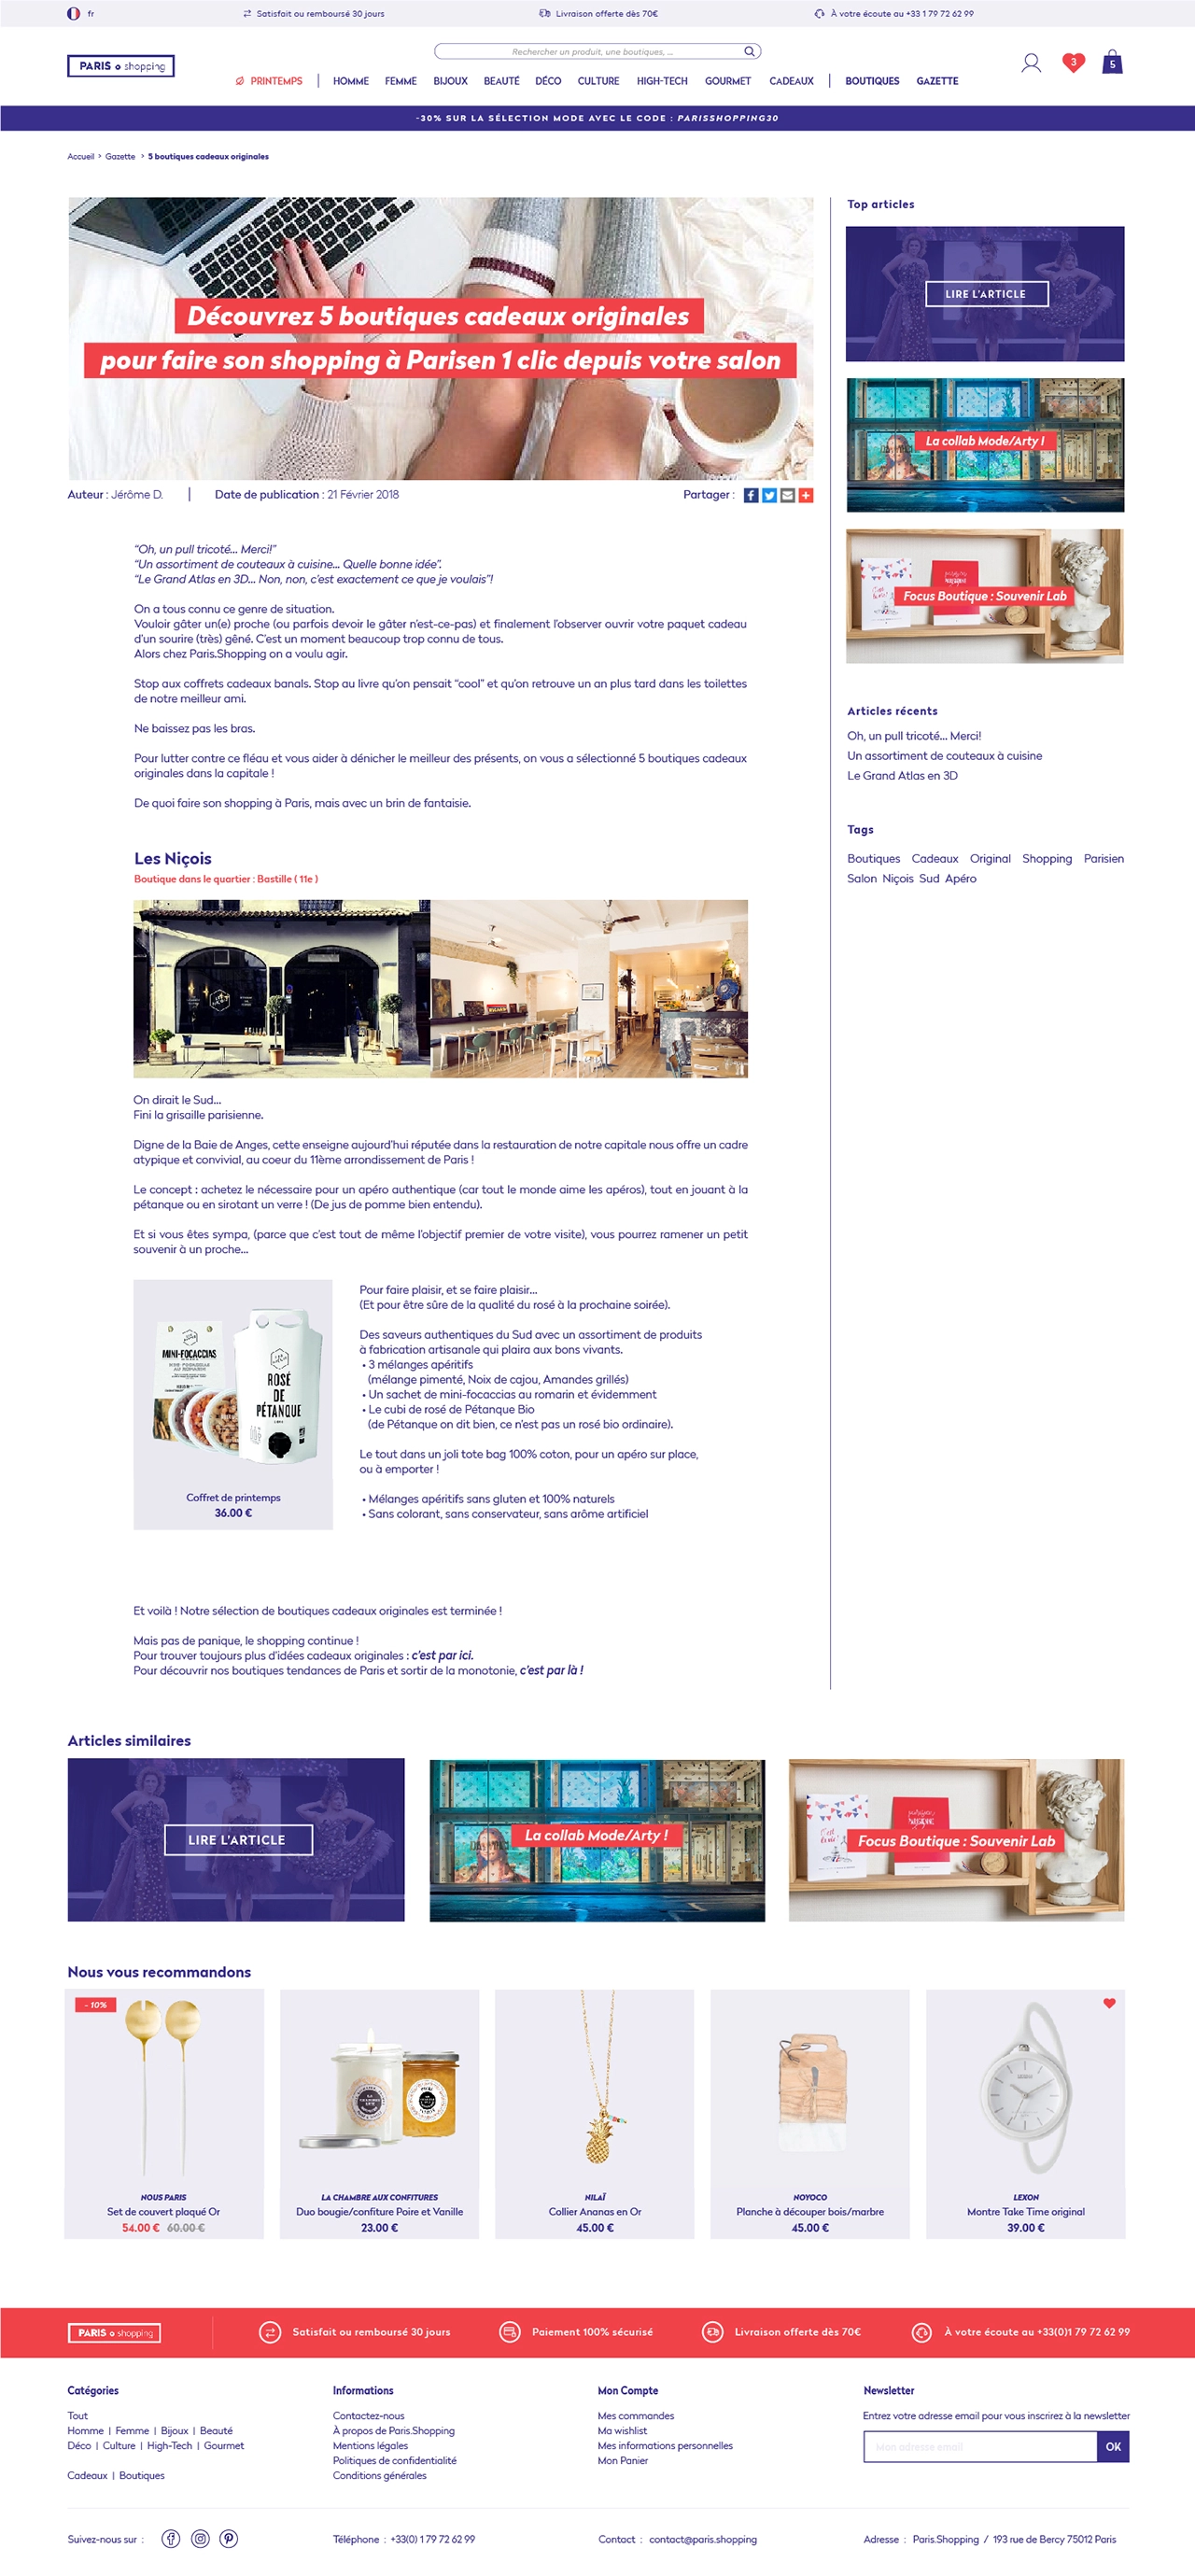 fr
Satisfait ou remboursé 30 jours
Livraison offerte dès 70€
À votre écoute au +33 1 79 72 62 99
PARIS shopping
Rechercher un produit, une boutiques, ...
3
5
PRINTEMPS | HOMME FEMME BIJOUX BEAUTÉ DÉCO CULTURE HIGH-TECH GOURMET CADEAUX | BOUTIQUES GAZETTE
-30% SUR LA SÉLECTION MODE AVEC LE CODE : PARISSHOPPING30
Accueil > Gazette > 5 boutiques cadeaux originales
Découvrez 5 boutiques cadeaux originales
pour faire son shopping à Parisen 1 clic depuis votre salon
Auteur : Jérôme D. | Date de publication : 21 Février 2018
Partager :
“Oh, un pull tricoté... Merci!”
“Un assortiment de couteaux à cuisine... Quelle bonne idée”.
“Le Grand Atlas en 3D... Non, non, c’est exactement ce que je voulais”!
On a tous connu ce genre de situation.
Vouloir gâter un(e) proche (ou parfois devoir le gâter n’est-ce-pas) et finalement l’observer ouvrir votre paquet cadeau
d’un sourire (très) gêné. C’est un moment beaucoup trop connu de tous.
Alors chez Paris.Shopping on a voulu agir.
Stop aux coffrets cadeaux banals. Stop au livre qu’on pensait “cool” et qu’on retrouve un an plus tard dans les toilettes
de notre meilleur ami.
Ne baissez pas les bras.
Pour lutter contre ce fléau et vous aider à dénicher le meilleur des présents, on vous a sélectionné 5 boutiques cadeaux
originales dans la capitale !
De quoi faire son shopping à Paris, mais avec un brin de fantaisie.
Les Niçois
Boutique dans le quartier : Bastille ( 11e )
On dirait le Sud...
Fini la grisaille parisienne.
Digne de la Baie de Anges, cette enseigne aujourd’hui réputée dans la restauration de notre capitale nous offre un cadre
atypique et convivial, au coeur du 11ème arrondissement de Paris !
Le concept : achetez le nécessaire pour un apéro authentique (car tout le monde aime les apéros), tout en jouant à la
pétanque ou en sirotant un verre ! (De jus de pomme bien entendu).
Et si vous êtes sympa, (parce que c’est tout de même l’objectif premier de votre visite), vous pourrez ramener un petit
souvenir à un proche...
MINI-FOCACCIAS
ROSÉ
DE
PÉTANQUE
Coffret de printemps
36.00 €
Pour faire plaisir, et se faire plaisir...
(Et pour être sûre de la qualité du rosé à la prochaine soirée).
Des saveurs authentiques du Sud avec un assortiment de produits
à fabrication artisanale qui plaira aux bons vivants.
• 3 mélanges apéritifs
(mélange pimenté, Noix de cajou, Amandes grillés)
• Un sachet de mini-focaccias au romarin et évidemment
• Le cubi de rosé de Pétanque Bio
(de Pétanque on dit bien, ce n’est pas un rosé bio ordinaire).
Le tout dans un joli tote bag 100% coton, pour un apéro sur place,
ou à emporter !
• Mélanges apéritifs sans gluten et 100% naturels
• Sans colorant, sans conservateur, sans arôme artificiel
Et voilà ! Notre sélection de boutiques cadeaux originales est terminée !
Mais pas de panique, le shopping continue !
Pour trouver toujours plus d’idées cadeaux originales : c’est par ici.
Pour découvrir nos boutiques tendances de Paris et sortir de la monotonie, c’est par là !
Top articles
LIRE L’ARTICLE
La collab Mode/Arty !
Focus Boutique : Souvenir Lab
Articles récents
Oh, un pull tricoté... Merci!
Un assortiment de couteaux à cuisine
Le Grand Atlas en 3D
Tags
Boutiques Cadeaux Original Shopping Parisien
Salon Niçois Sud Apéro
Articles similaires
LIRE L’ARTICLE
La collab Mode/Arty !
Focus Boutique : Souvenir Lab
Nous vous recommandons
- 10%
NOUS PARIS
Set de couvert plaqué Or
54.00 € 60.00 €
LA CHAMBRE AUX CONFITURES
Duo bougie/confiture Poire et Vanille
23.00 €
NILAÏ
Collier Ananas en Or
45.00 €
NOYOCO
Planche à découper bois/marbre
45.00 €
LEXON
Montre Take Time original
39.00 €
PARIS shopping
Satisfait ou remboursé 30 jours
Paiement 100% sécurisé
Livraison offerte dès 70€
À votre écoute au +33(0)1 79 72 62 99
Catégories
Tout
Homme | Femme | Bijoux | Beauté
Déco | Culture | High-Tech | Gourmet
Cadeaux | Boutiques
Informations
Contactez-nous
À propos de Paris.Shopping
Mentions légales
Politiques de confidentialité
Conditions générales
Mon Compte
Mes commandes
Ma wishlist
Mes informations personnelles
Mon Panier
Newsletter
Entrez votre adresse email pour vous inscrirez à la newsletter
Mon adresse email
OK
Suivez-nous sur :
Téléphone : +33(0) 1 79 72 62 99
Contact : contact@paris.shopping
Adresse : Paris.Shopping / 193 rue de Bercy 75012 Paris